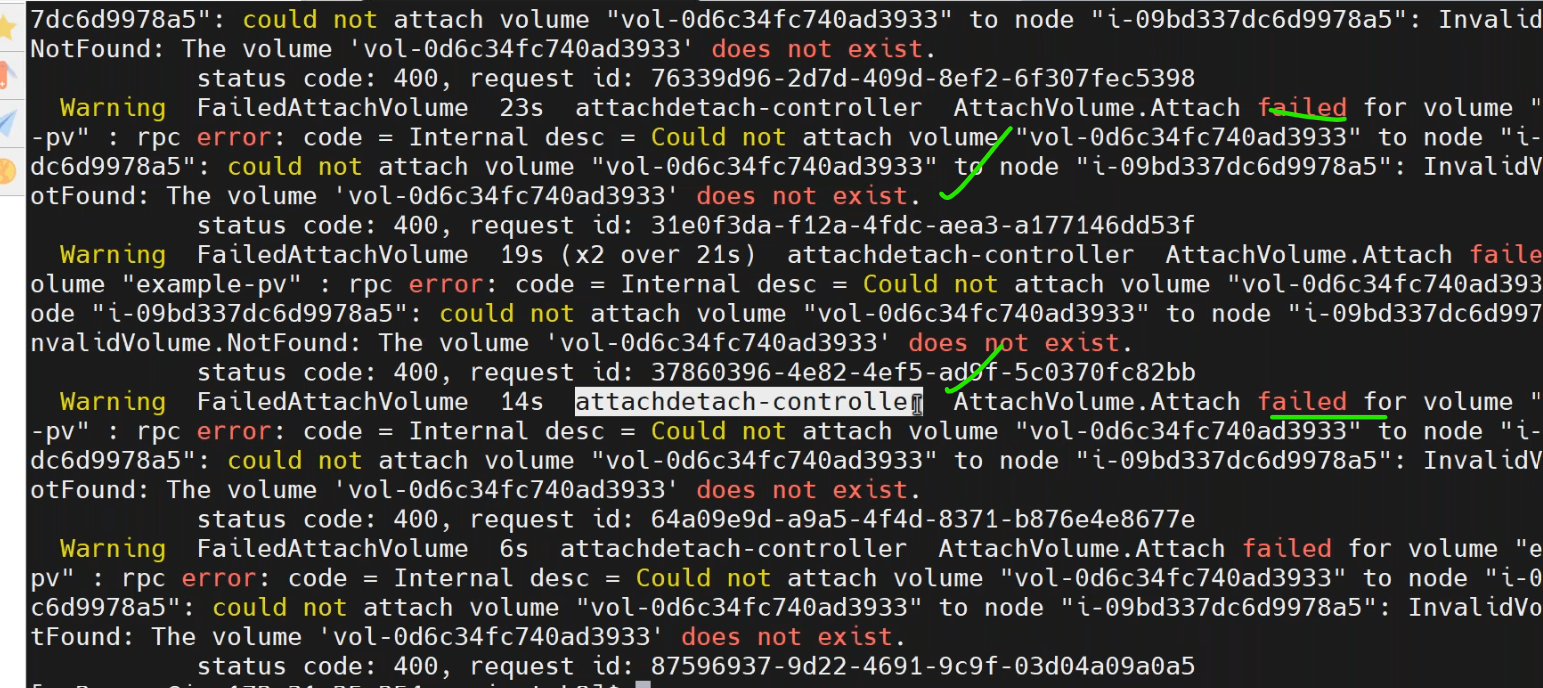 7dc6d9978a5": could not attach volume "vol-0d6c34fc740ad3933" to node "i-09bd337dc6d9978a5": Invalid
NotFound: The volume 'vol-0d6c34fc740ad3933' does not exist.
status code: 400, request id: 76339d96-2d7d-409d-8ef2-6f307fec5398
Warning  FailedAttachVolume  23s  attachdetach-controller  AttachVolume.Attach failed for volume "
-pv" : rpc error: code = Internal desc = Could not attach volume "vol-0d6c34fc740ad3933" to node "i-
dc6d9978a5": could not attach volume "vol-0d6c34fc740ad3933" to node "i-09bd337dc6d9978a5": InvalidV
otFound: The volume 'vol-0d6c34fc740ad3933' does not exist.
status code: 400, request id: 31e0f3da-f12a-4fdc-aea3-a177146dd53f
Warning  FailedAttachVolume  19s (x2 over 21s)  attachdetach-controller  AttachVolume.Attach faile
olume "example-pv" : rpc error: code = Internal desc = Could not attach volume "vol-0d6c34fc740ad393
ode "i-09bd337dc6d9978a5": could not attach volume "vol-0d6c34fc740ad3933" to node "i-09bd337dc6d997
nvalidVolume.NotFound: The volume 'vol-0d6c34fc740ad3933' does not exist.
status code: 400, request id: 37860396-4e82-4ef5-ad9f-5c0370fc82bb
Warning  FailedAttachVolume  14s  attachdetach-controller  AttachVolume.Attach failed for volume "
-pv" : rpc error: code = Internal desc = Could not attach volume "vol-0d6c34fc740ad3933" to node "i-
dc6d9978a5": could not attach volume "vol-0d6c34fc740ad3933" to node "i-09bd337dc6d9978a5": InvalidV
otFound: The volume 'vol-0d6c34fc740ad3933' does not exist.
status code: 400, request id: 64a09e9d-a9a5-4f4d-8371-b876e4e8677e
Warning  FailedAttachVolume  6s  attachdetach-controller  AttachVolume.Attach failed for volume "e
pv" : rpc error: code = Internal desc = Could not attach volume "vol-0d6c34fc740ad3933" to node "i-0
c6d9978a5": could not attach volume "vol-0d6c34fc740ad3933" to node "i-09bd337dc6d9978a5": InvalidVo
tFound: The volume 'vol-0d6c34fc740ad3933' does not exist.
status code: 400, request id: 87596937-9d22-4691-9c9f-03d04a09a0a5